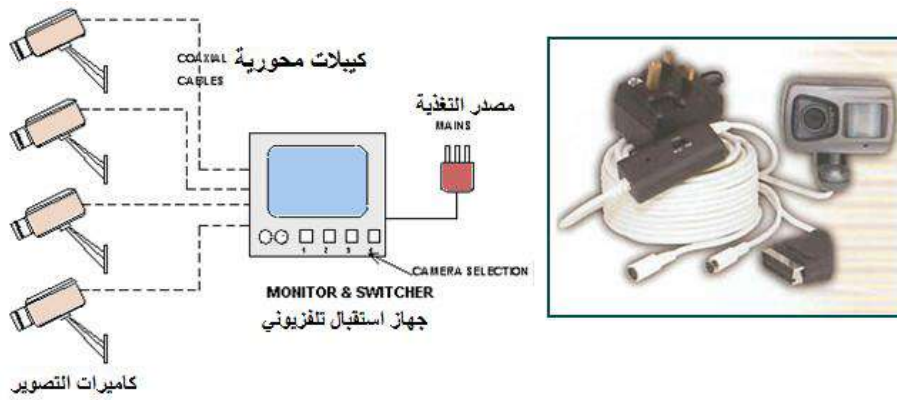 COAXIAL
CABLES
كيبلات محورية
مصدر التغذية
MAINS
1 2 3 4
CAMERA SELECTION
MONITOR & SWITCHER
جهاز استقبال تلفزيوني
كاميرات التصوير